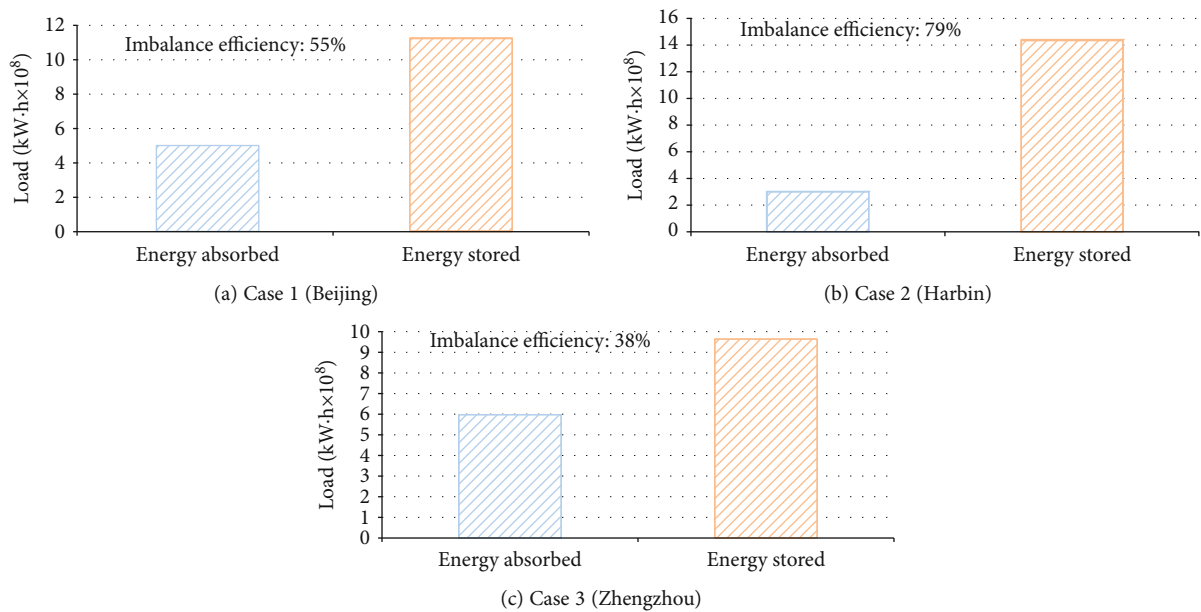 Load (kW·h×10⁸)
12
10
8
6
4
2
0
Imbalance efficiency: 55%
Energy absorbed
Energy stored
(a) Case 1 (Beijing)
Load (kW·h×10⁸)
16
14
12
10
8
6
4
2
0
Imbalance efficiency: 79%
Energy absorbed
Energy stored
(b) Case 2 (Harbin)
Load (kW·h×10⁸)
10
9
8
7
6
5
4
3
2
1
0
Imbalance efficiency: 38%
Energy absorbed
Energy stored
(c) Case 3 (Zhengzhou)